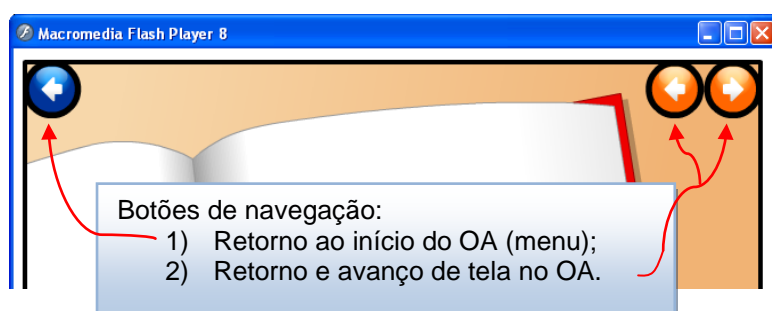 Macromedia Flash Player 8
Botões de navegação:
1) Retorno ao início do OA (menu);
2) Retorno e avanço de tela no OA.